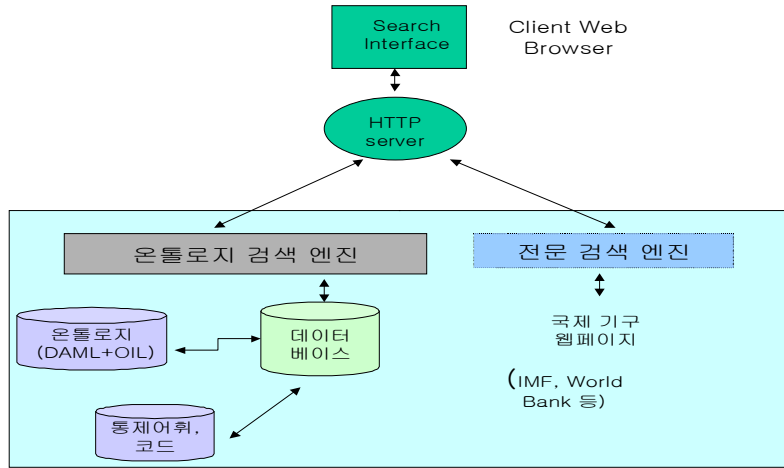 Search
Interface
Client Web
Browser
HTTP
server
온톨로지 검색 엔진
전문 검색 엔진
온톨로지
(DAML+OIL)
데이터
베이스
국제 기구
웹페이지
(IMF, World
Bank 등)
통제어휘,
코드